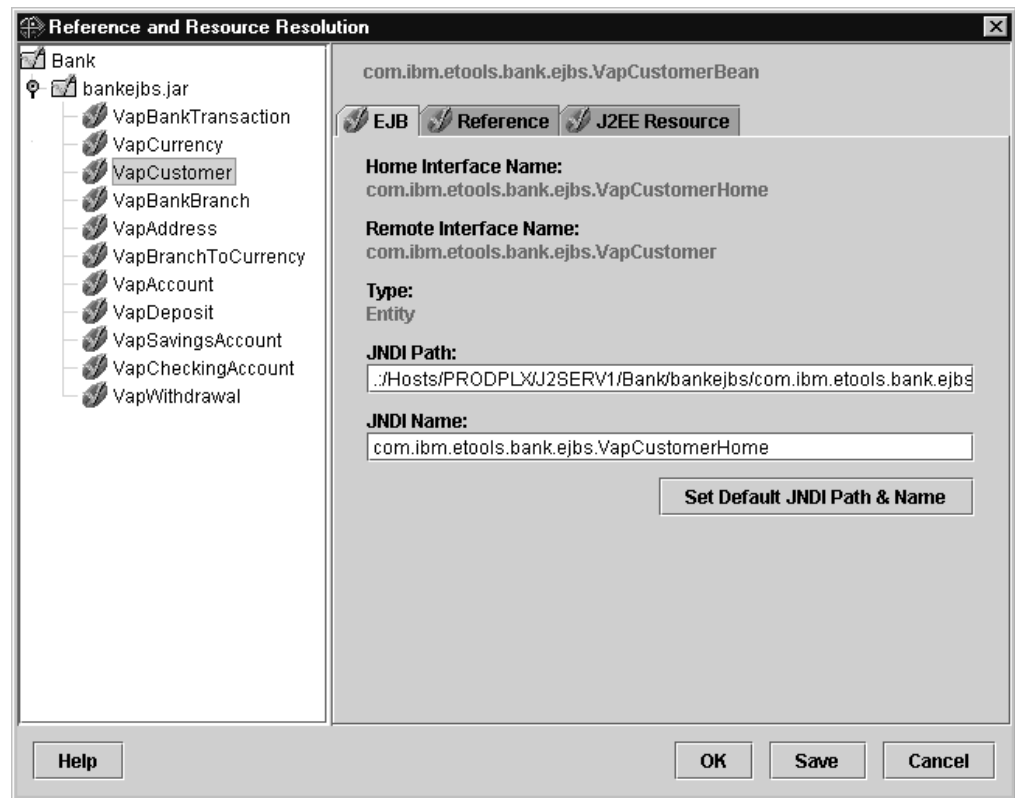 Reference and Resource Resolution
Bank
bankejbs.jar
VapBankTransaction
VapCurrency
VapCustomer
VapBankBranch
VapAddress
VapBranchToCurrency
VapAccount
VapDeposit
VapSavingsAccount
VapCheckingAccount
VapWithdrawal
com.ibm.etools.bank.ejbs.VapCustomerBean
EJB Reference J2EE Resource
Home Interface Name:
com.ibm.etools.bank.ejbs.VapCustomerHome
Remote Interface Name:
com.ibm.etools.bank.ejbs.VapCustomer
Type:
Entity
JNDI Path:
.:/Hosts/PRODPLX/J2SERV1/Bank/bankejbs/com.ibm.etools.bank.ejbs
JNDI Name:
com.ibm.etools.bank.ejbs.VapCustomerHome
Set Default JNDI Path & Name
Help OK Save Cancel